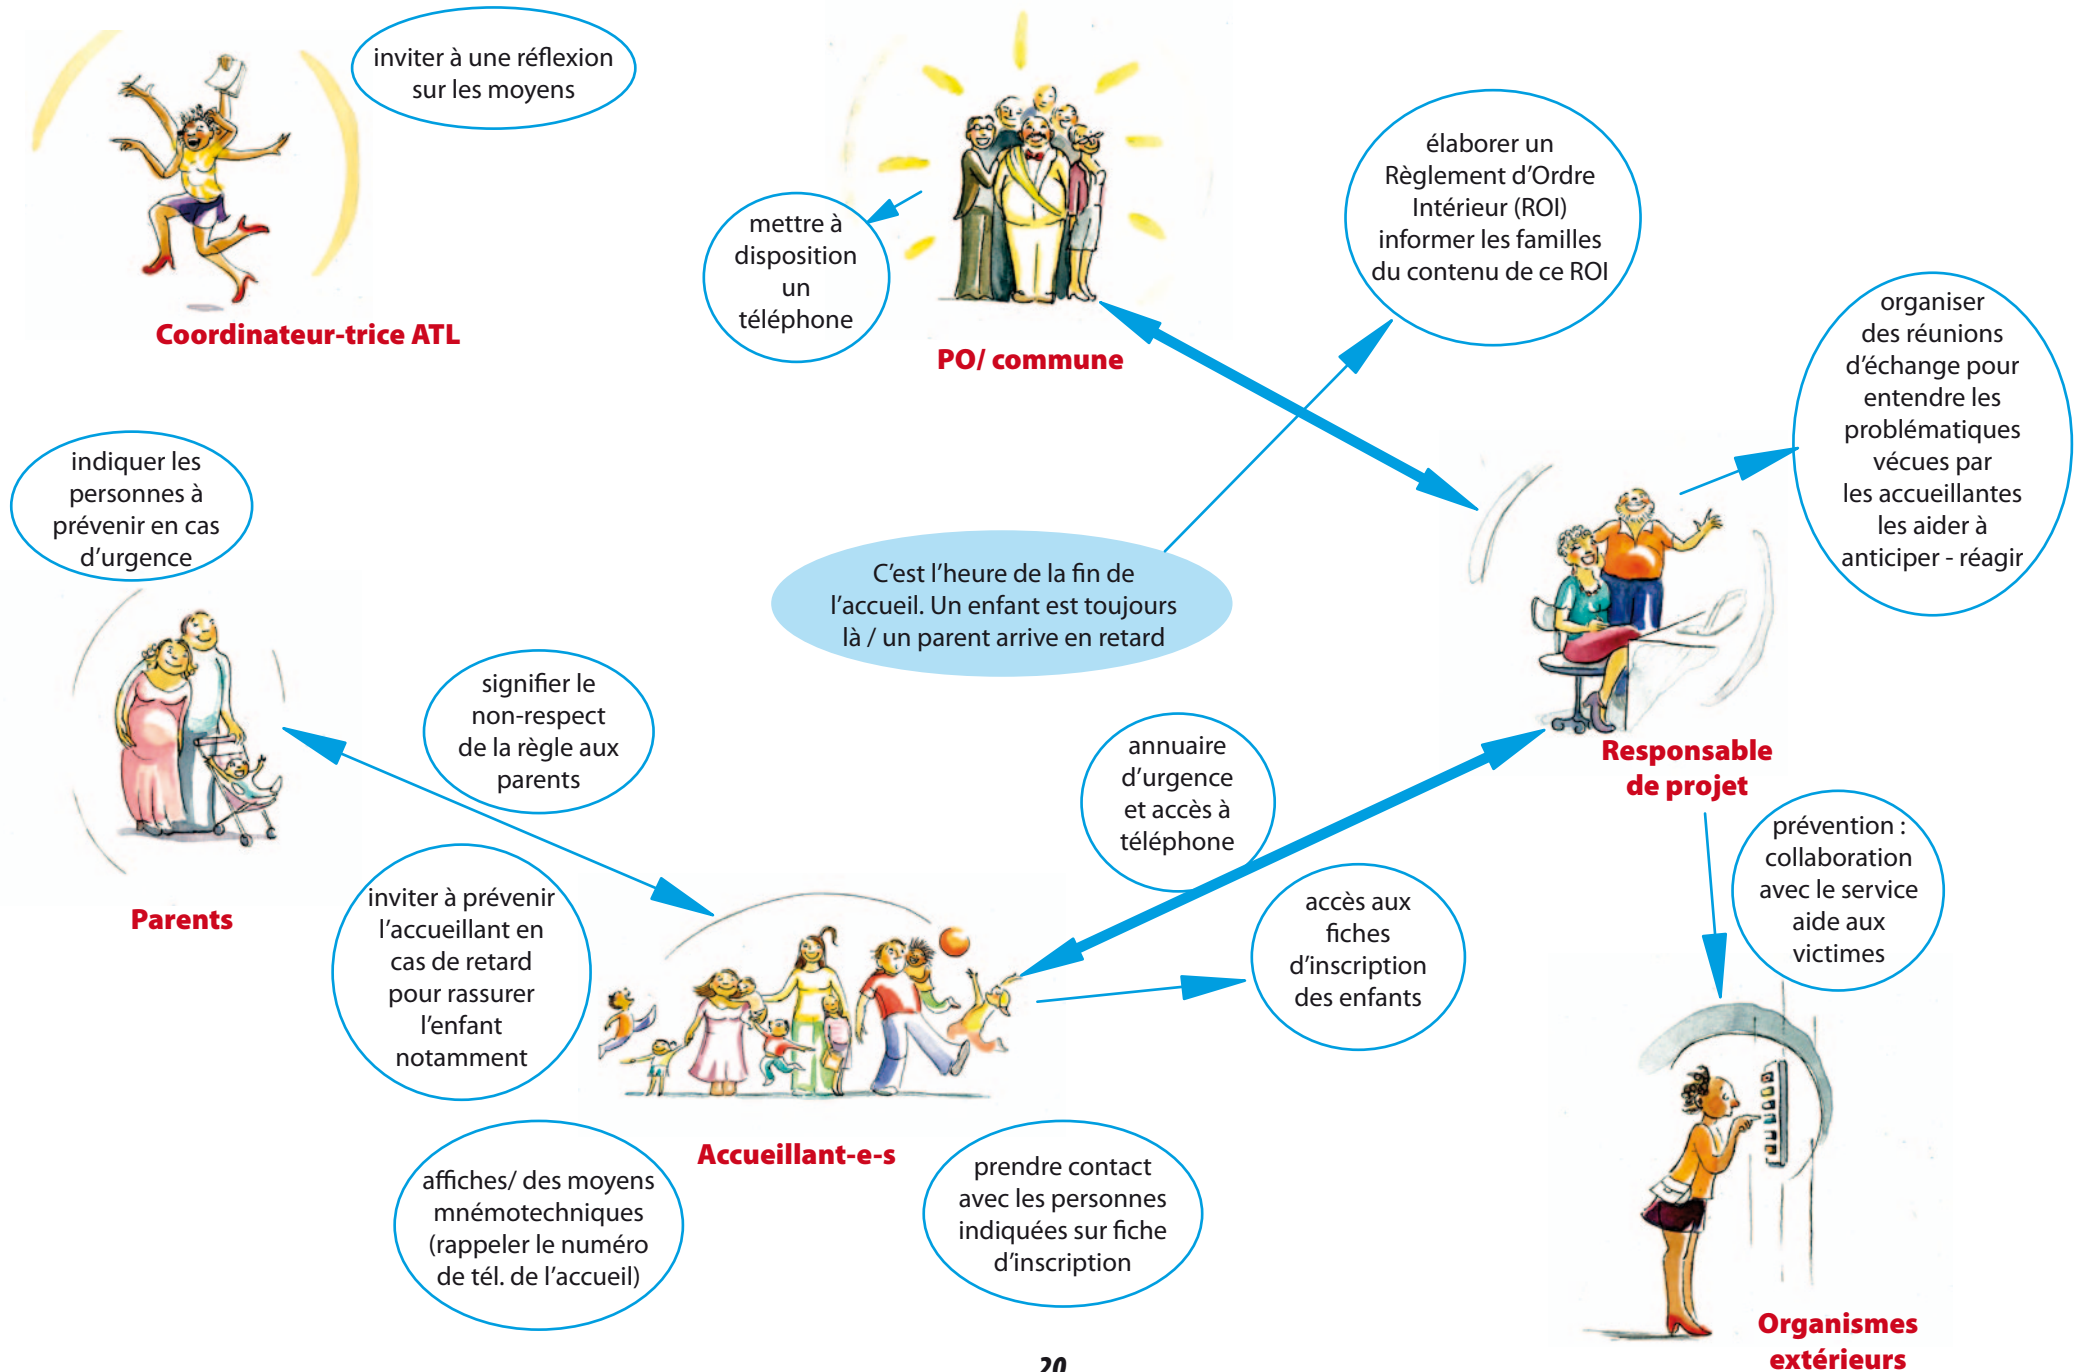 inviter à une réflexion
sur les moyens
Coordinateur-trice ATL
mettre à
disposition
un
téléphone
PO/ commune
élaborer un
Règlement d’Ordre
Intérieur (ROI)
informer les familles
du contenu de ce ROI
organiser
des réunions
d’échange pour
entendre les
problématiques
vécues par
les accueillantes
les aider à
anticiper - réagir
indiquer les
personnes à
prévenir en cas
d’urgence
C’est l’heure de la fin de
l’accueil. Un enfant est toujours
là / un parent arrive en retard
signifier le
non-respect
de la règle aux
parents
annuaire
d’urgence
et accès à
téléphone
Responsable
de projet
prévention :
collaboration
avec le service
aide aux
victimes
Parents
inviter à prévenir
l’accueillant en
cas de retard
pour rassurer
l’enfant
notamment
accès aux
fiches
d’inscription
des enfants
Accueillant-e-s
affiches/ des moyens
mnémotechniques
(rappeler le numéro
de tél. de l’accueil)
prendre contact
avec les personnes
indiquées sur fiche
d’inscription
Organismes
extérieurs
20